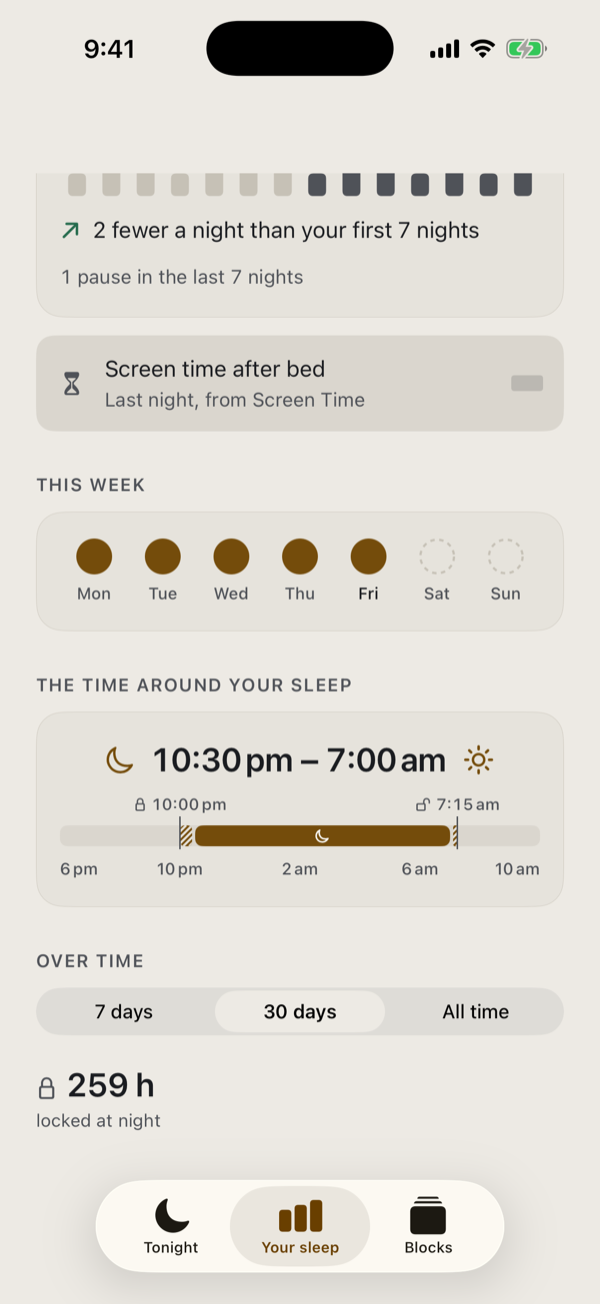 9:41
2 fewer a night than your first 7 nights
1 pause in the last 7 nights
Screen time after bed
Last night, from Screen Time
THIS WEEK
Mon Tue Wed Thu Fri Sat Sun
THE TIME AROUND YOUR SLEEP
10:30 pm – 7:00 am
10:00 pm 7:15 am
6 pm 10 pm 2 am 6 am 10 am
OVER TIME
7 days 30 days All time
259 h
locked at night
Tonight Your sleep Blocks